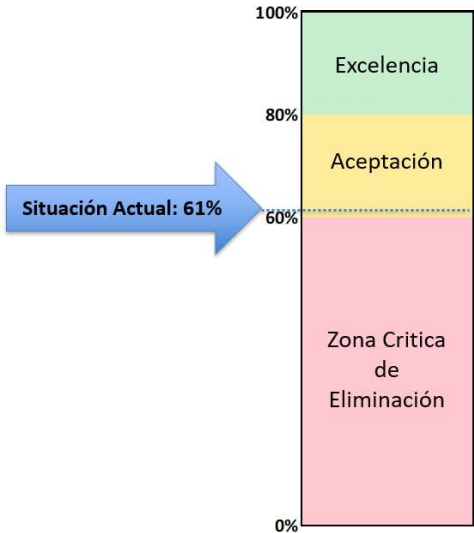 100%
Excelencia
80%
Aceptación
Situación Actual: 61%
60%
Zona Critica
de
Eliminación
0%